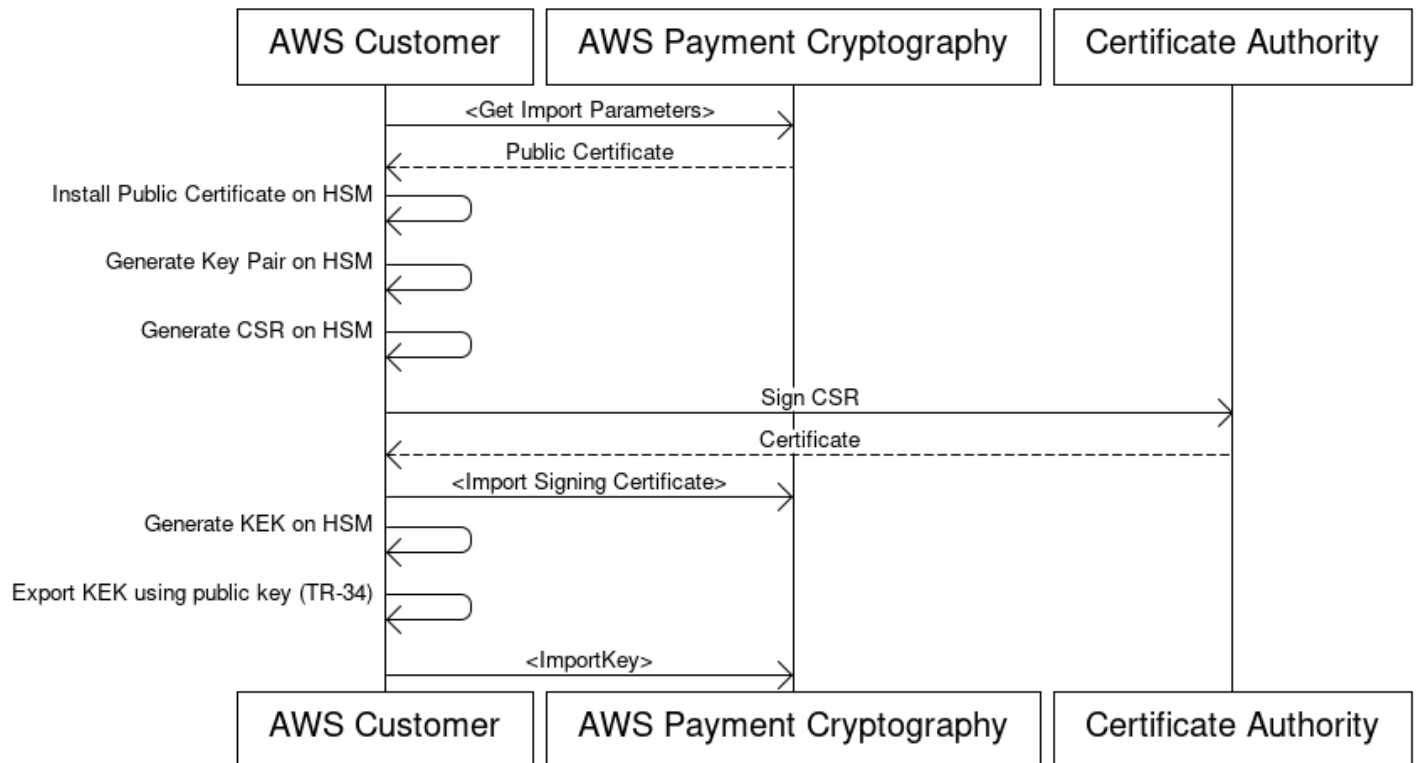 AWS Customer
AWS Payment Cryptography
Certificate Authority
<Get Import Parameters>
Public Certificate
Install Public Certificate on HSM
Generate Key Pair on HSM
Generate CSR on HSM
Sign CSR
Certificate
<Import Signing Certificate>
Generate KEK on HSM
Export KEK using public key (TR-34)
<ImportKey>
AWS Customer
AWS Payment Cryptography
Certificate Authority